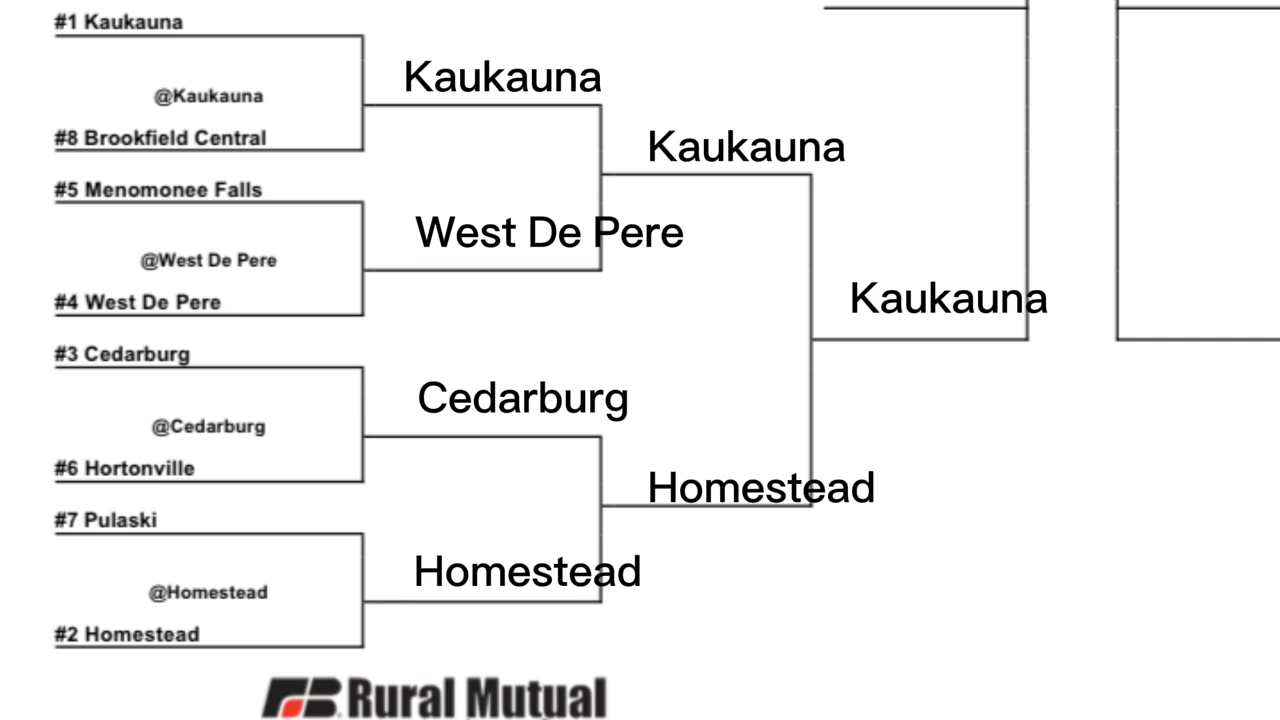 #1 Kaukauna
@Kaukauna
#8 Brookfield Central
#5 Menomonee Falls
@West De Pere
#4 West De Pere
#3 Cedarburg
@Cedarburg
#6 Hortonville
#7 Pulaski
@Homestead
#2 Homestead
Kaukauna
West De Pere
Cedarburg
Homestead
Kaukauna
Homestead
Kaukauna
Rural Mutual